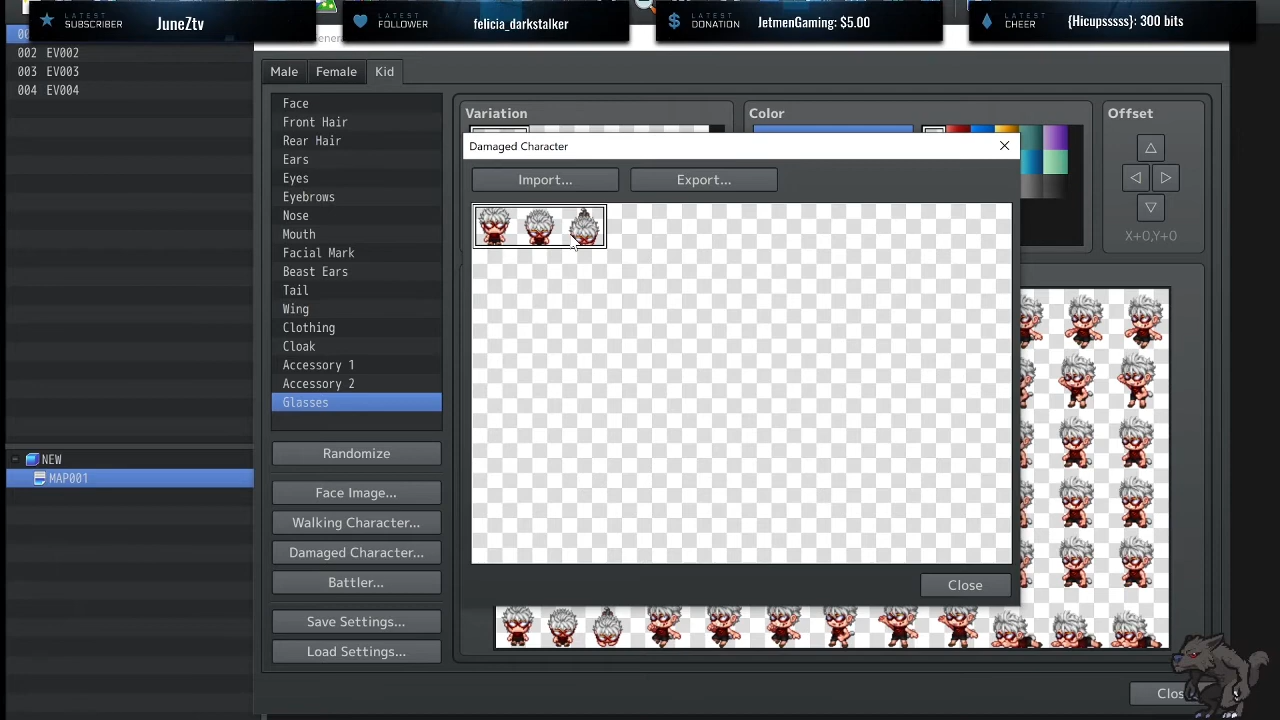 LATEST
SUBSCRIBER
JuneZtv
LATEST
FOLLOWER
felicia_darkstalker
LATEST
DONATION
JetmenGaming: $5.00
LATEST
CHEER
{Hicupsssss}: 300 bits
002 EV002
003 EV003
004 EV004
NEW
MAP001
Male
Female
Kid
Face
Front Hair
Rear Hair
Ears
Eyes
Eyebrows
Nose
Mouth
Facial Mark
Beast Ears
Tail
Wing
Clothing
Cloak
Accessory 1
Accessory 2
Glasses
Randomize
Face Image...
Walking Character...
Damaged Character...
Battler...
Save Settings...
Load Settings...
Variation
Color
Offset
X+0,Y+0
Damaged Character
Import...
Export...
Close